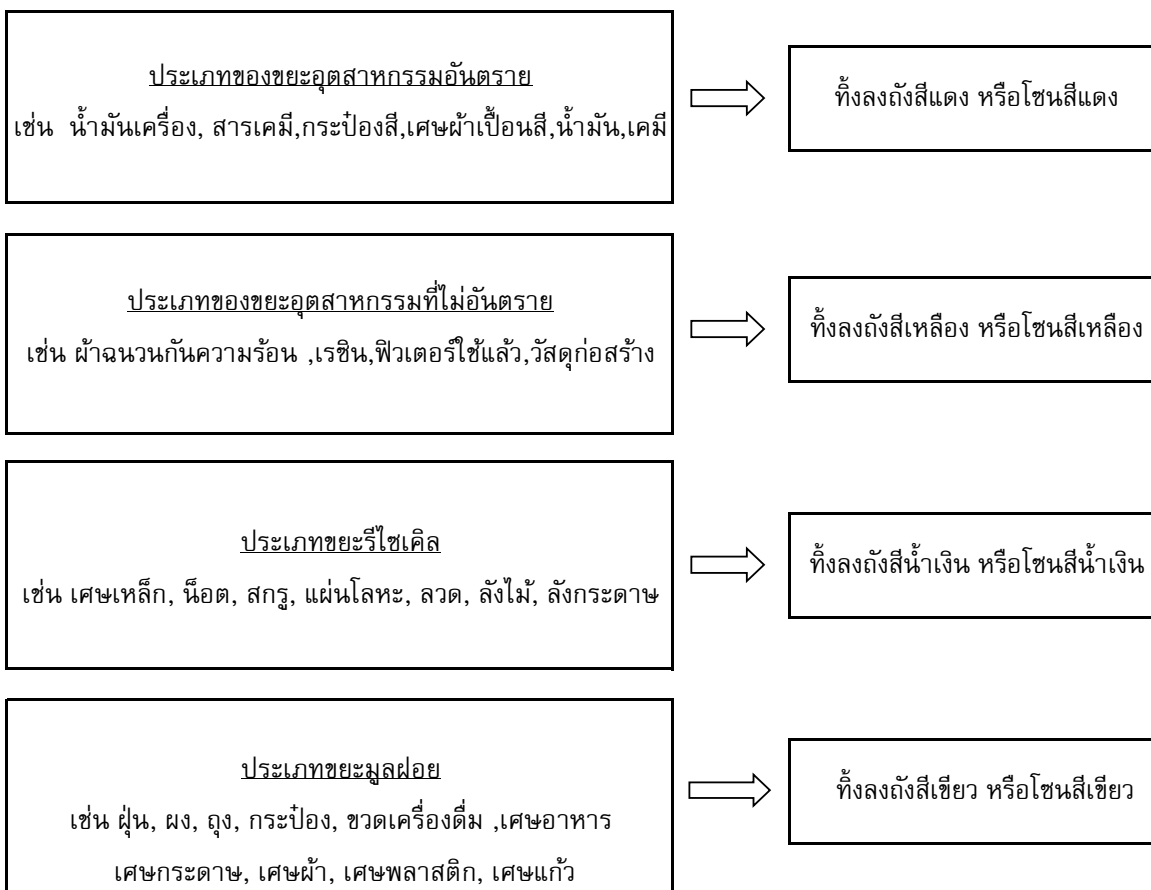 ประเภทของขยะอุตสาหกรรมอันตราย
เช่น น้ำมันเครื่อง, สารเคมี,กระป๋องสี,เศษผ้าเปื้อนสี,น้ำมัน,เคมี
ทิ้งลงถังสีแดง หรือโซนสีแดง
ประเภทของขยะอุตสาหกรรมที่ไม่อันตราย
เช่น ผ้าฉนวนกันความร้อน ,เรซิน,ฟิวเตอร์ใช้แล้ว,วัสดุก่อสร้าง
ทิ้งลงถังสีเหลือง หรือโซนสีเหลือง
ประเภทขยะรีไซเคิล
เช่น เศษเหล็ก, น็อต, สกรู, แผ่นโลหะ, ลวด, ลังไม้, ลังกระดาษ
ทิ้งลงถังสีน้ำเงิน หรือโซนสีน้ำเงิน
ประเภทขยะมูลฝอย
เช่น ฝุ่น, ผง, ถุง, กระป๋อง, ขวดเครื่องดื่ม ,เศษอาหาร
เศษกระดาษ, เศษผ้า, เศษพลาสติก, เศษแก้ว
ทิ้งลงถังสีเขียว หรือโซนสีเขียว